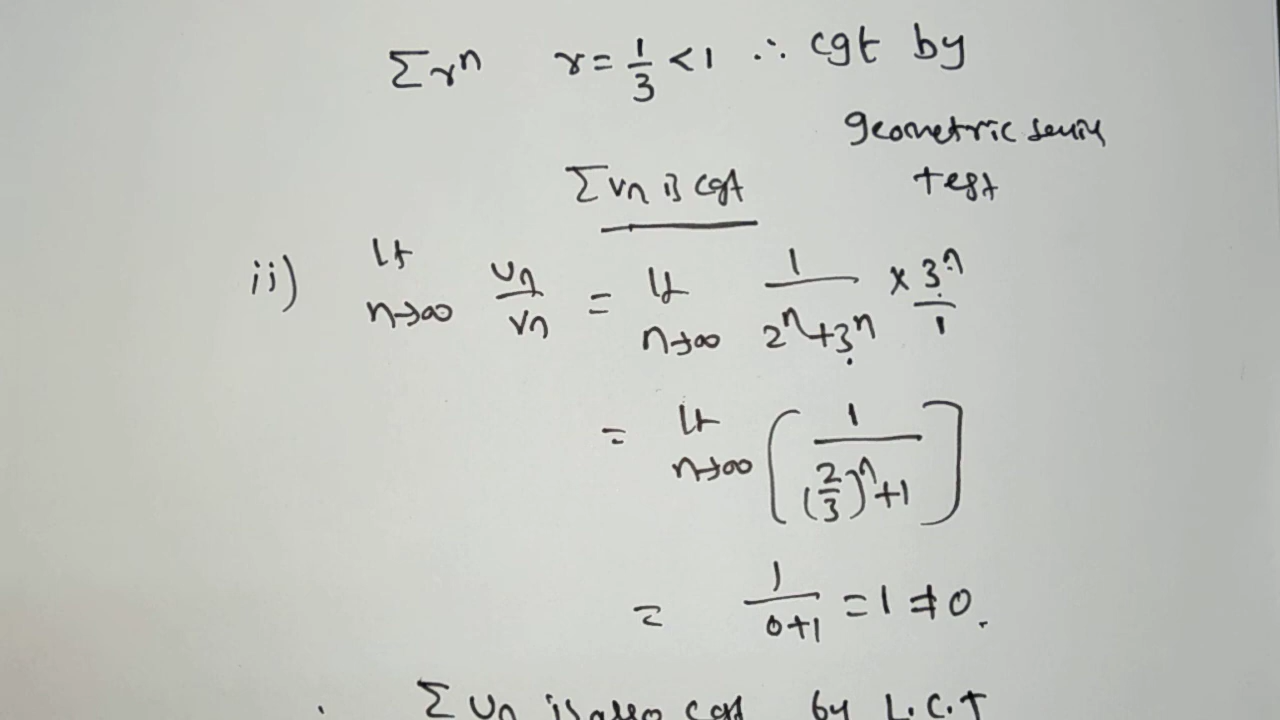 Σrⁿ r = 1/3 < 1 ∴ cgt by
geometric series
test
Σvn is cgt
ii) lt n→∞ un/vn = lt n→∞ 1/(2ⁿ+3ⁿ) × 3ⁿ/1
= lt n→∞ [1/((2/3)ⁿ+1)]
= 1/(0+1) = 1 ≠ 0.
∴ Σun is also cgt by L.C.T